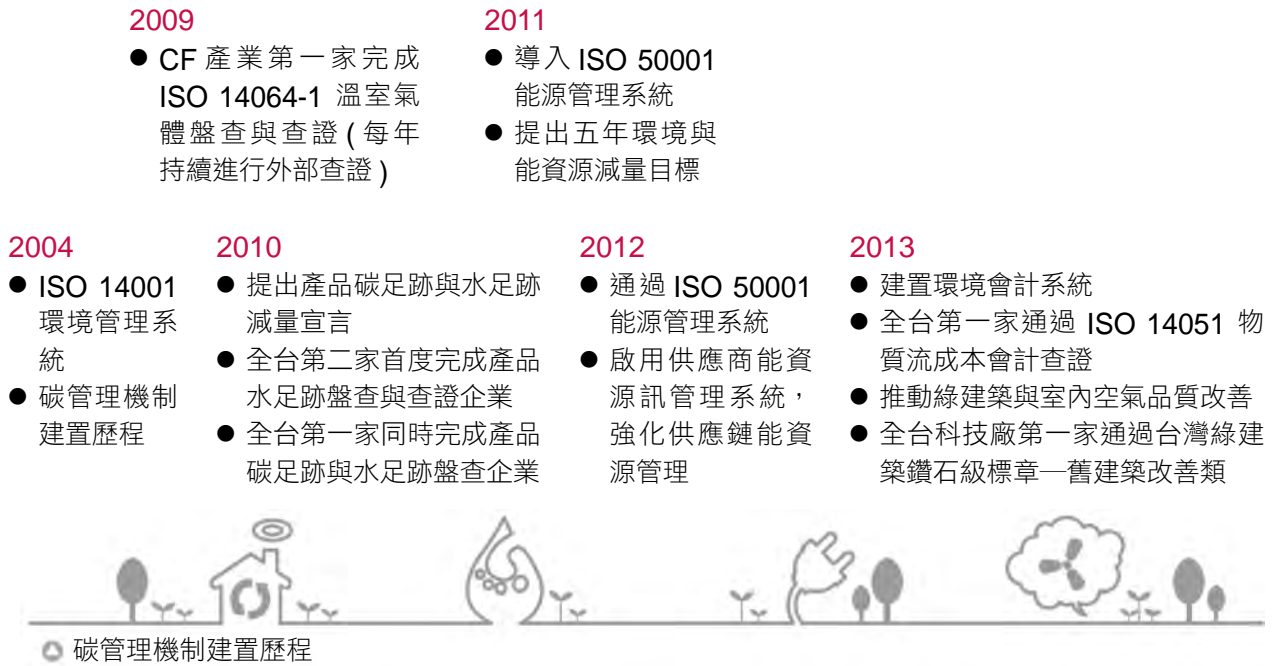 2009
● CF 產業第一家完成
ISO 14064-1 溫室氣
體盤查與查證 ( 每年
持續進行外部查證 )
2011
● 導入 ISO 50001
能源管理系統
● 提出五年環境與
能資源減量目標
2004
● ISO 14001
環境管理系
統
● 碳管理機制
建置歷程
2010
● 提出產品碳足跡與水足跡
減量宣言
● 全台第二家首度完成產品
水足跡盤查與查證企業
● 全台第一家同時完成產品
碳足跡與水足跡盤查企業
2012
● 通過 ISO 50001
能源管理系統
● 啟用供應商能資
源訊管理系統，
強化供應鏈能資
源管理
2013
● 建置環境會計系統
● 全台第一家通過 ISO 14051 物
質流成本會計查證
● 推動綠建築與室內空氣品質改善
● 全台科技廠第一家通過台灣綠建
築鑽石級標章─舊建築改善類
碳管理機制建置歷程